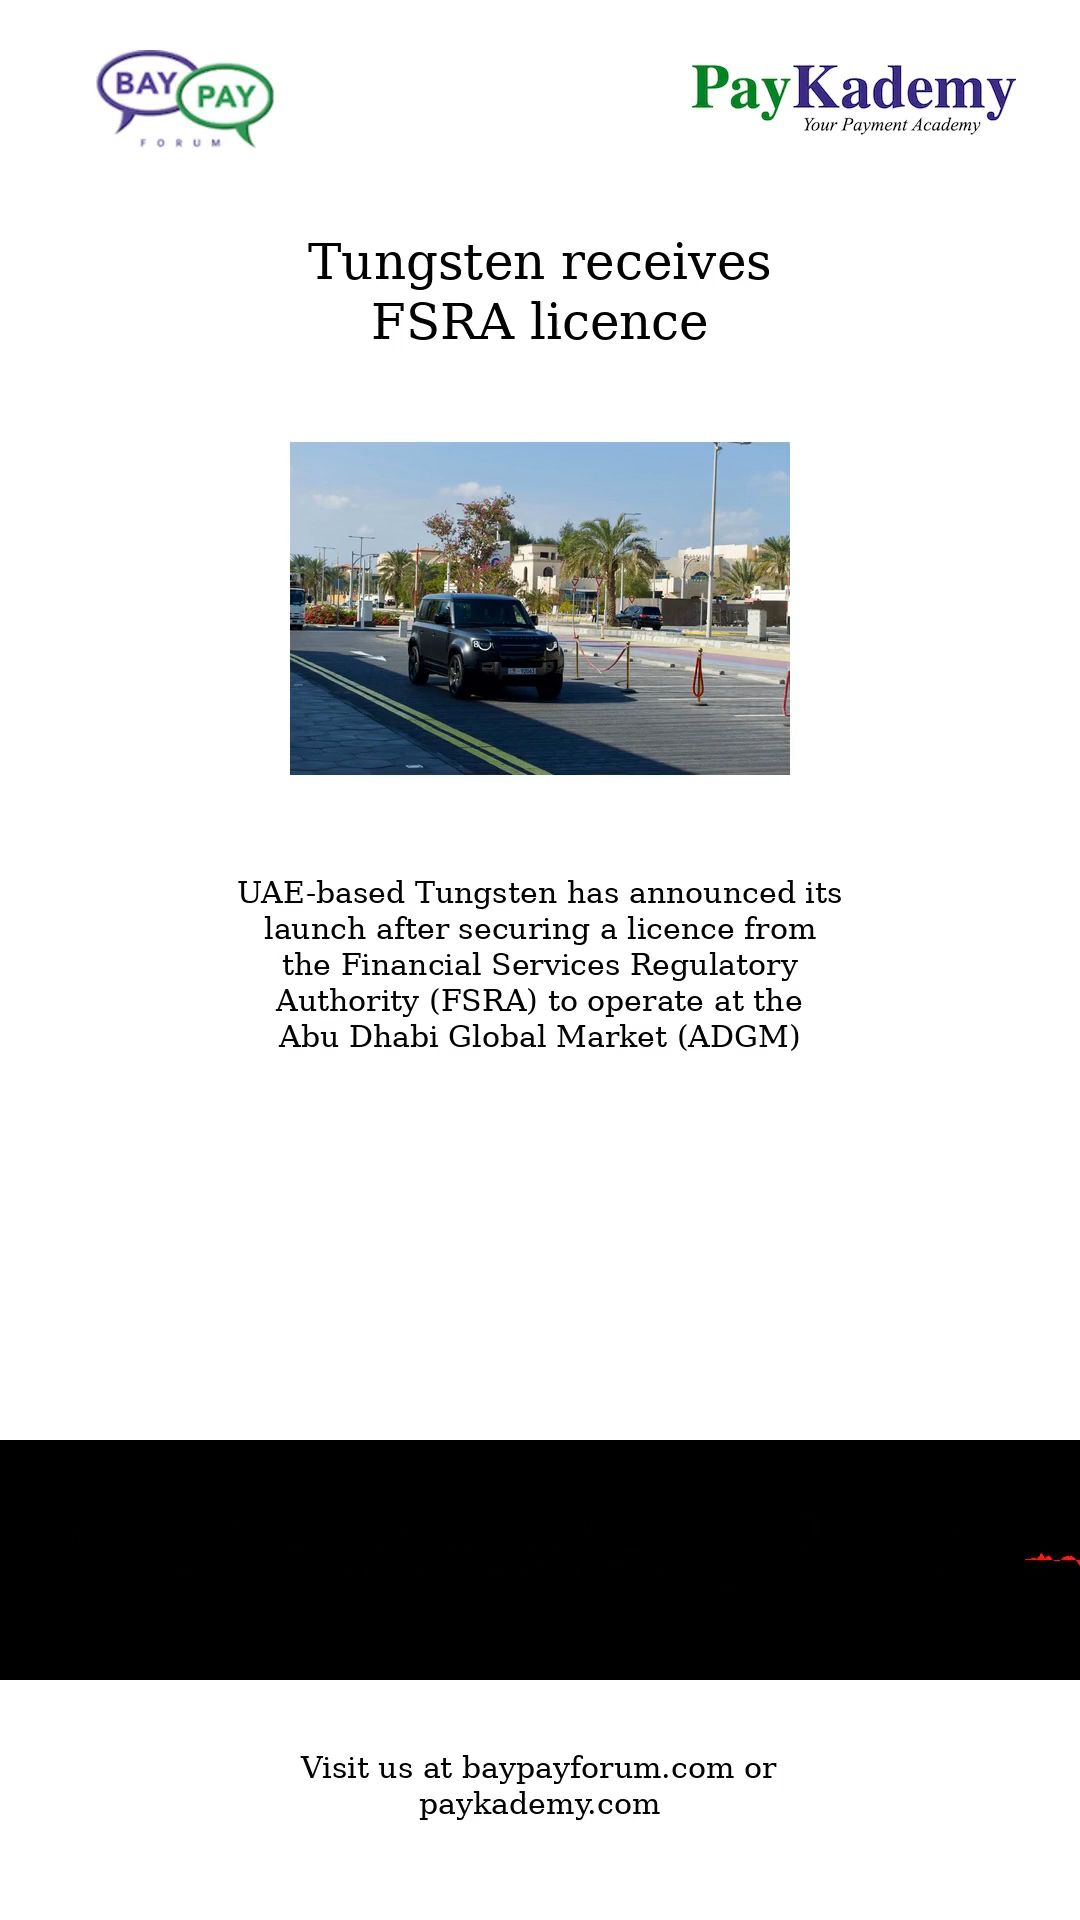 BAY
PAY
FORUM
PayKademy
Your Payment Academy
Tungsten receives
FSRA licence
UAE-based Tungsten has announced its
launch after securing a licence from
the Financial Services Regulatory
Authority (FSRA) to operate at the
Abu Dhabi Global Market (ADGM)
Visit us at baypayforum.com or
paykademy.com